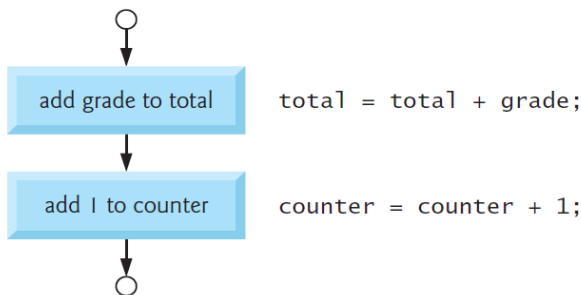 add grade to total
total = total + grade;
add 1 to counter
counter = counter + 1;